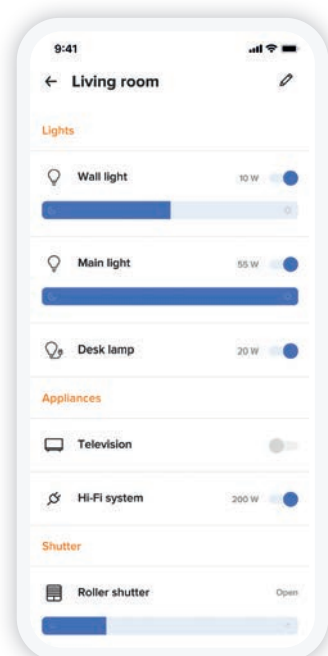 9:41
Living room
Lights
Wall light 10 W
Main light 55 W
Desk lamp 20 W
Appliances
Television
Hi-Fi system 200 W
Shutter
Roller shutter Open